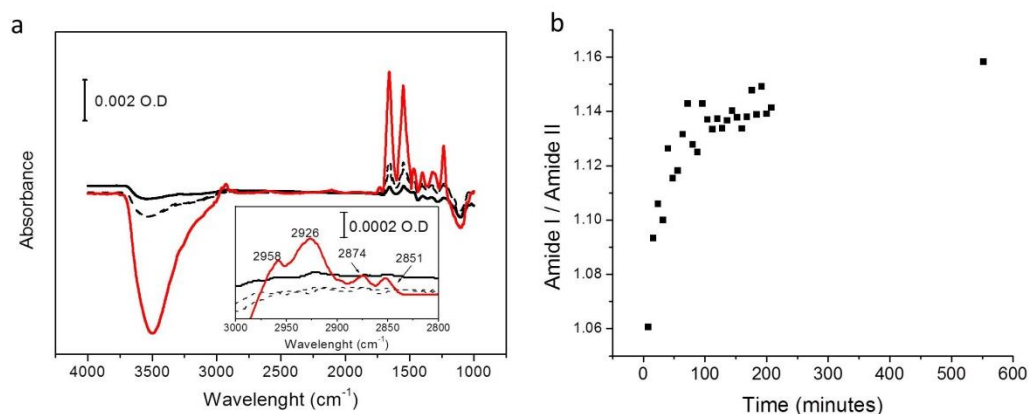 a
0.002 O.D
Absorbance
0.0002 O.D
2958
2926
2874
2851
3000 2950 2900 2850 2800
Wavelenght (cm-1)
4000 3500 3000 2500 2000 1500 1000
Wavelenght (cm-1)
b
1.16
1.14
1.12
1.10
1.08
1.06
Amide I / Amide II
0 100 200 300 400 500 600
Time (minutes)